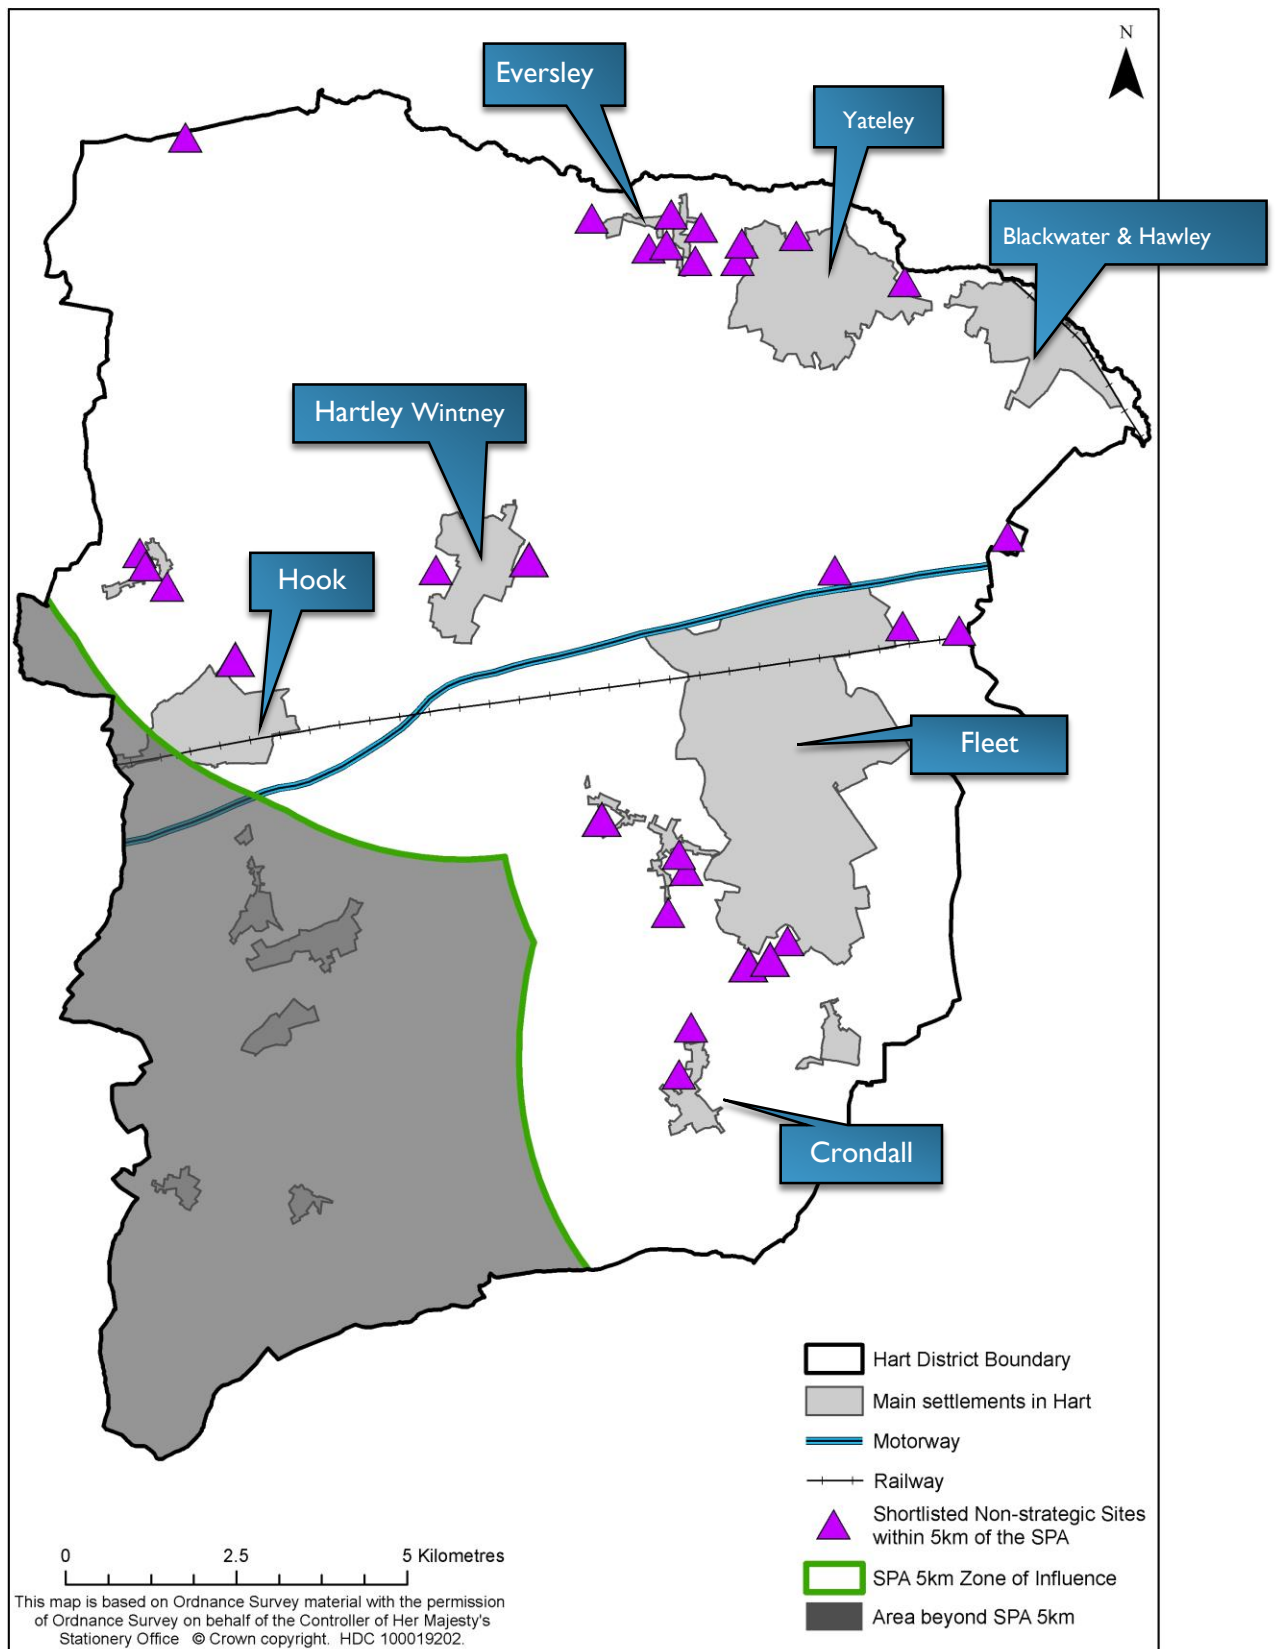 N
Eversley
Yateley
Blackwater & Hawley
Hartley Wintney
Hook
Fleet
Crondall
Hart District Boundary
Main settlements in Hart
Motorway
Railway
Shortlisted Non-strategic Sites
within 5km of the SPA
SPA 5km Zone of Influence
Area beyond SPA 5km
0 2.5 5 Kilometres
This map is based on Ordnance Survey material with the permission
of Ordnance Survey on behalf of the Controller of Her Majesty's
Stationery Office © Crown copyright. HDC 100019202.